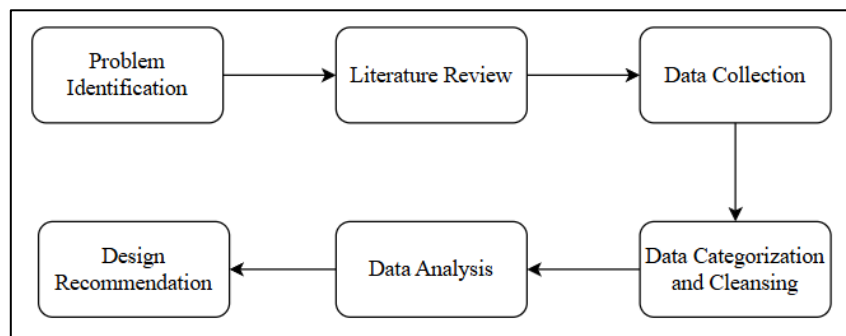 Problem
Identification
Literature Review
Data Collection
Data Categorization
and Cleansing
Data Analysis
Design
Recommendation